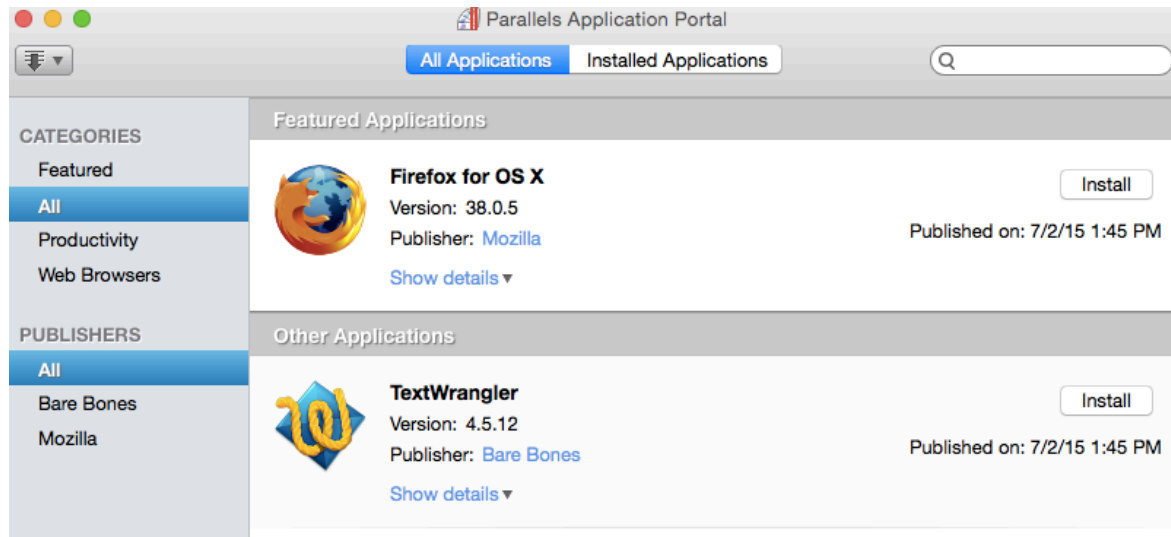 Parallels Application Portal
All Applications Installed Applications
CATEGORIES
Featured
All
Productivity
Web Browsers
PUBLISHERS
All
Bare Bones
Mozilla
Featured Applications
Firefox for OS X
Install
Version: 38.0.5
Publisher: Mozilla
Published on: 7/2/15 1:45 PM
Show details
Other Applications
TextWrangler
Install
Version: 4.5.12
Publisher: Bare Bones
Published on: 7/2/15 1:45 PM
Show details